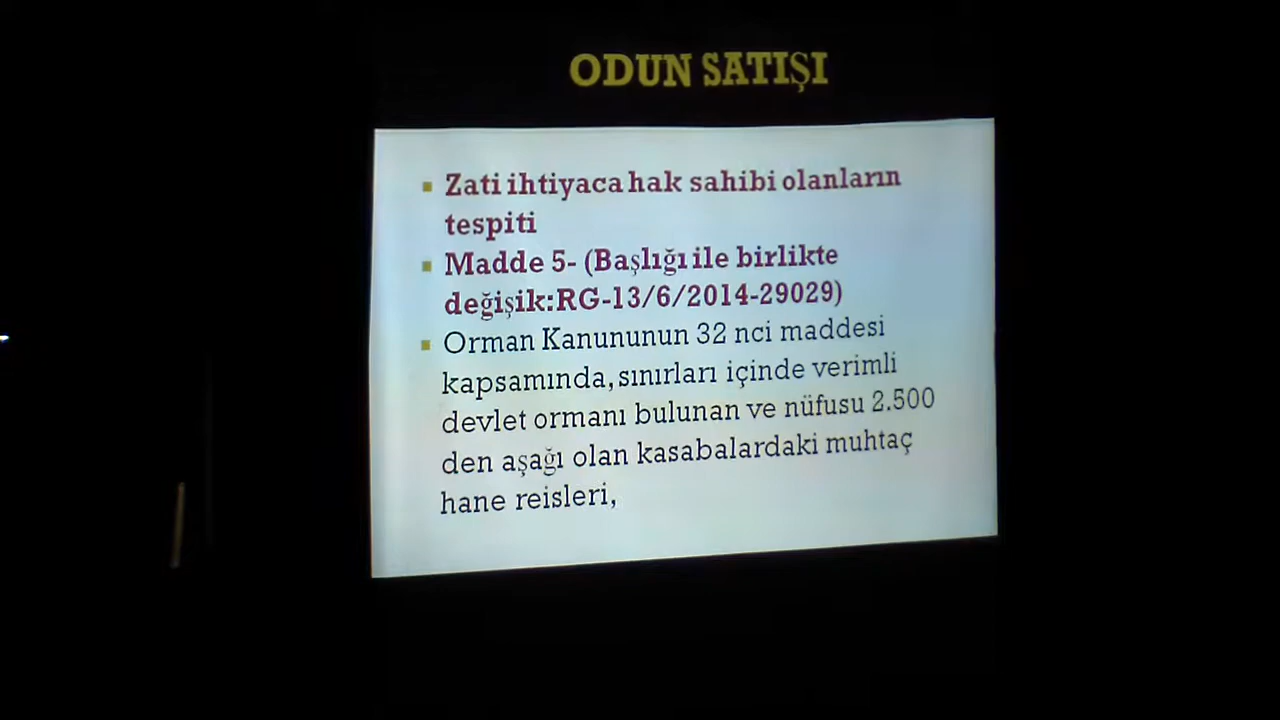 ODUN SATIŞI
▪ Zati ihtiyaca hak sahibi olanların
tespiti
▪ Madde 5- (Başlığı ile birlikte
değişik:RG-13/6/2014-29029)
▪ Orman Kanununun 32 nci maddesi
kapsamında, sınırları içinde verimli
devlet ormanı bulunan ve nüfusu 2.500
den aşağı olan kasabalardaki muhtaç
hane reisleri,